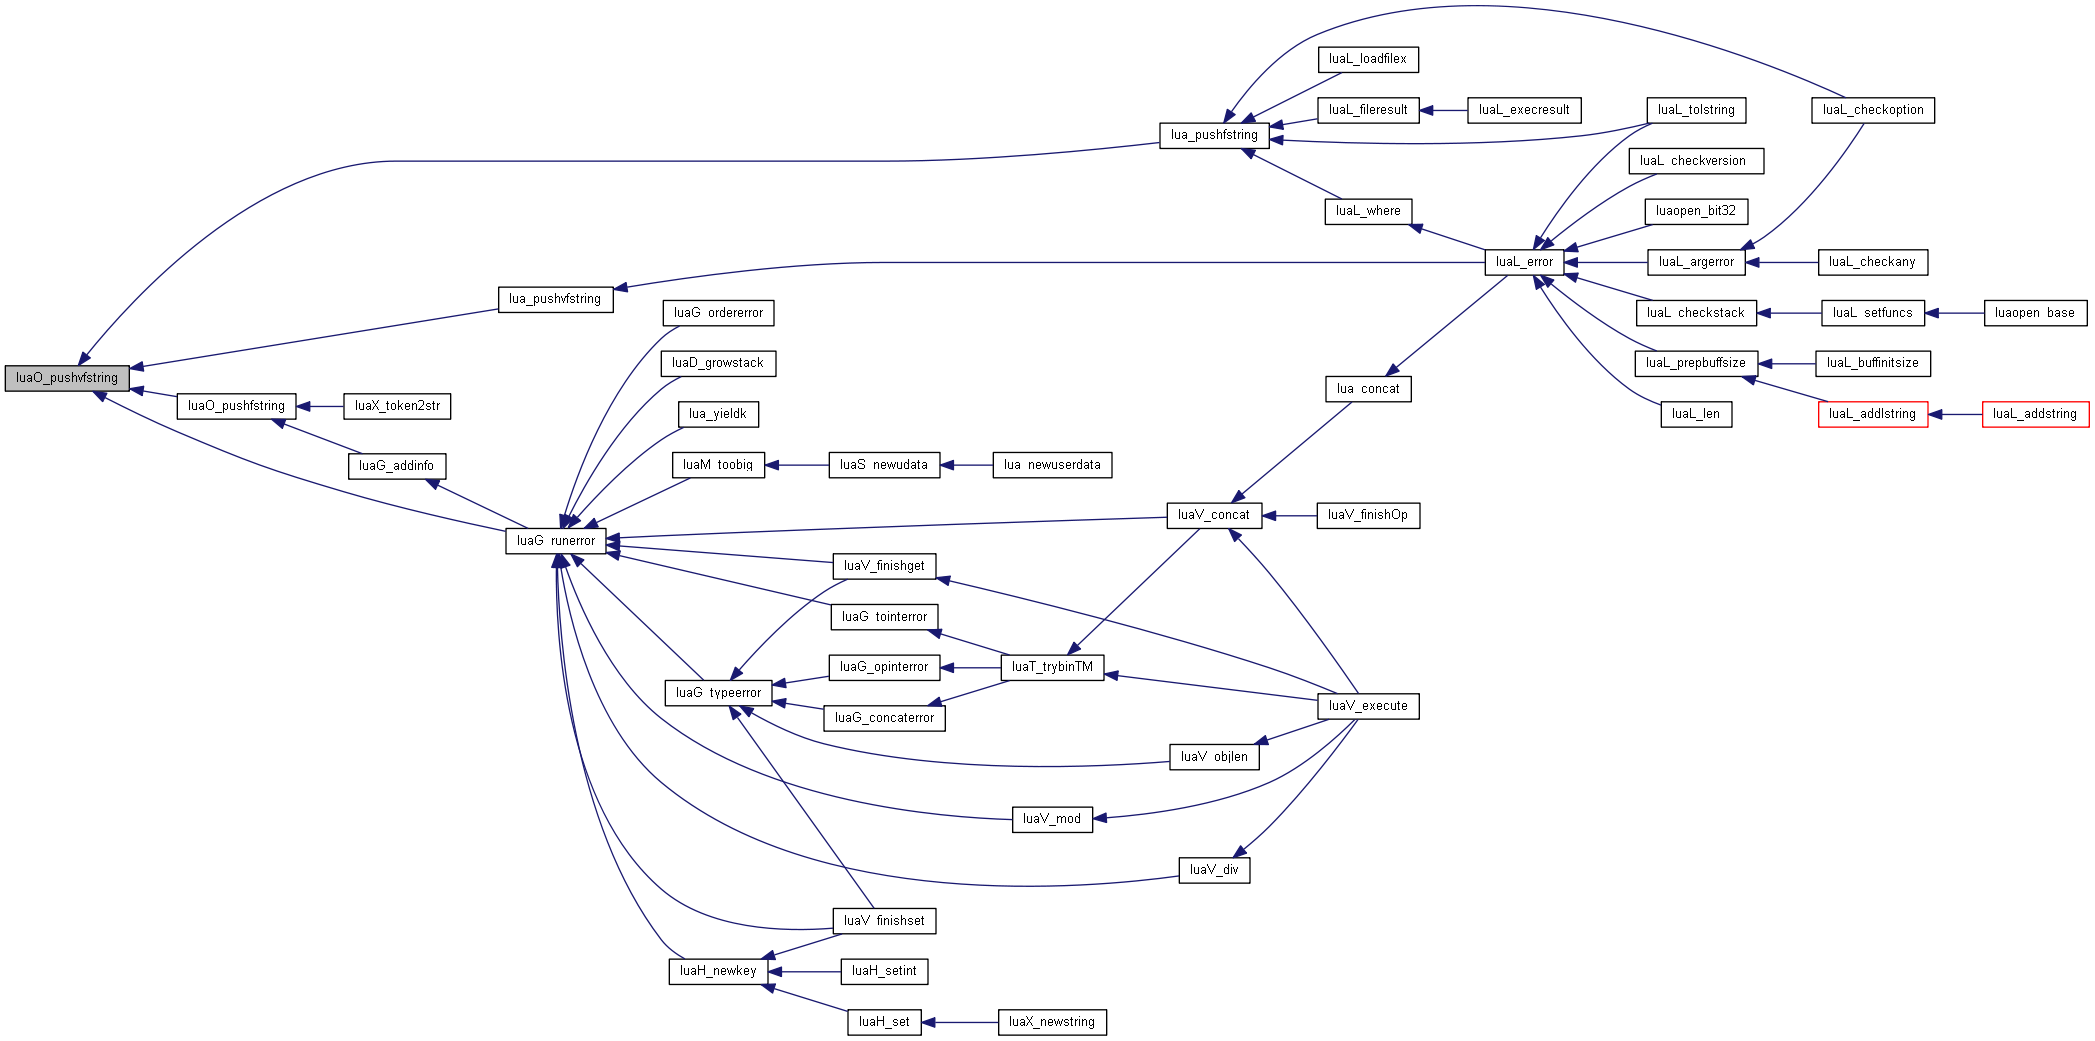 luaL_loadfilex
luaL_fileresult
luaL_execresult
luaL_tolstring
luaL_checkoption
lua_pushfstring
luaL_checkversion
luaL_where
luaopen_bit32
luaL_error
luaL_argerror
luaL_checkany
lua_pushvfstring
luaG_ordererror
luaL_checkstack
luaL_setfuncs
luaopen_base
luaD_growstack
luaL_prepbuffsize
luaL_buffinitsize
luaO_pushvfstring
lua_concat
luaO_pushfstring
luaX_token2str
lua_yieldk
luaL_len
luaL_addlstring
luaL_addstring
luaG_addinfo
luaM_toobig
luaS_newudata
lua_newuserdata
luaV_concat
luaV_finishOp
luaG_runerror
luaV_finishget
luaG_tointerror
luaG_opinterror
luaT_trybinTM
luaG_typeerror
luaG_concaterror
luaV_execute
luaV_objlen
luaV_mod
luaV_div
luaV_finishset
luaH_newkey
luaH_setint
luaH_set
luaX_newstring